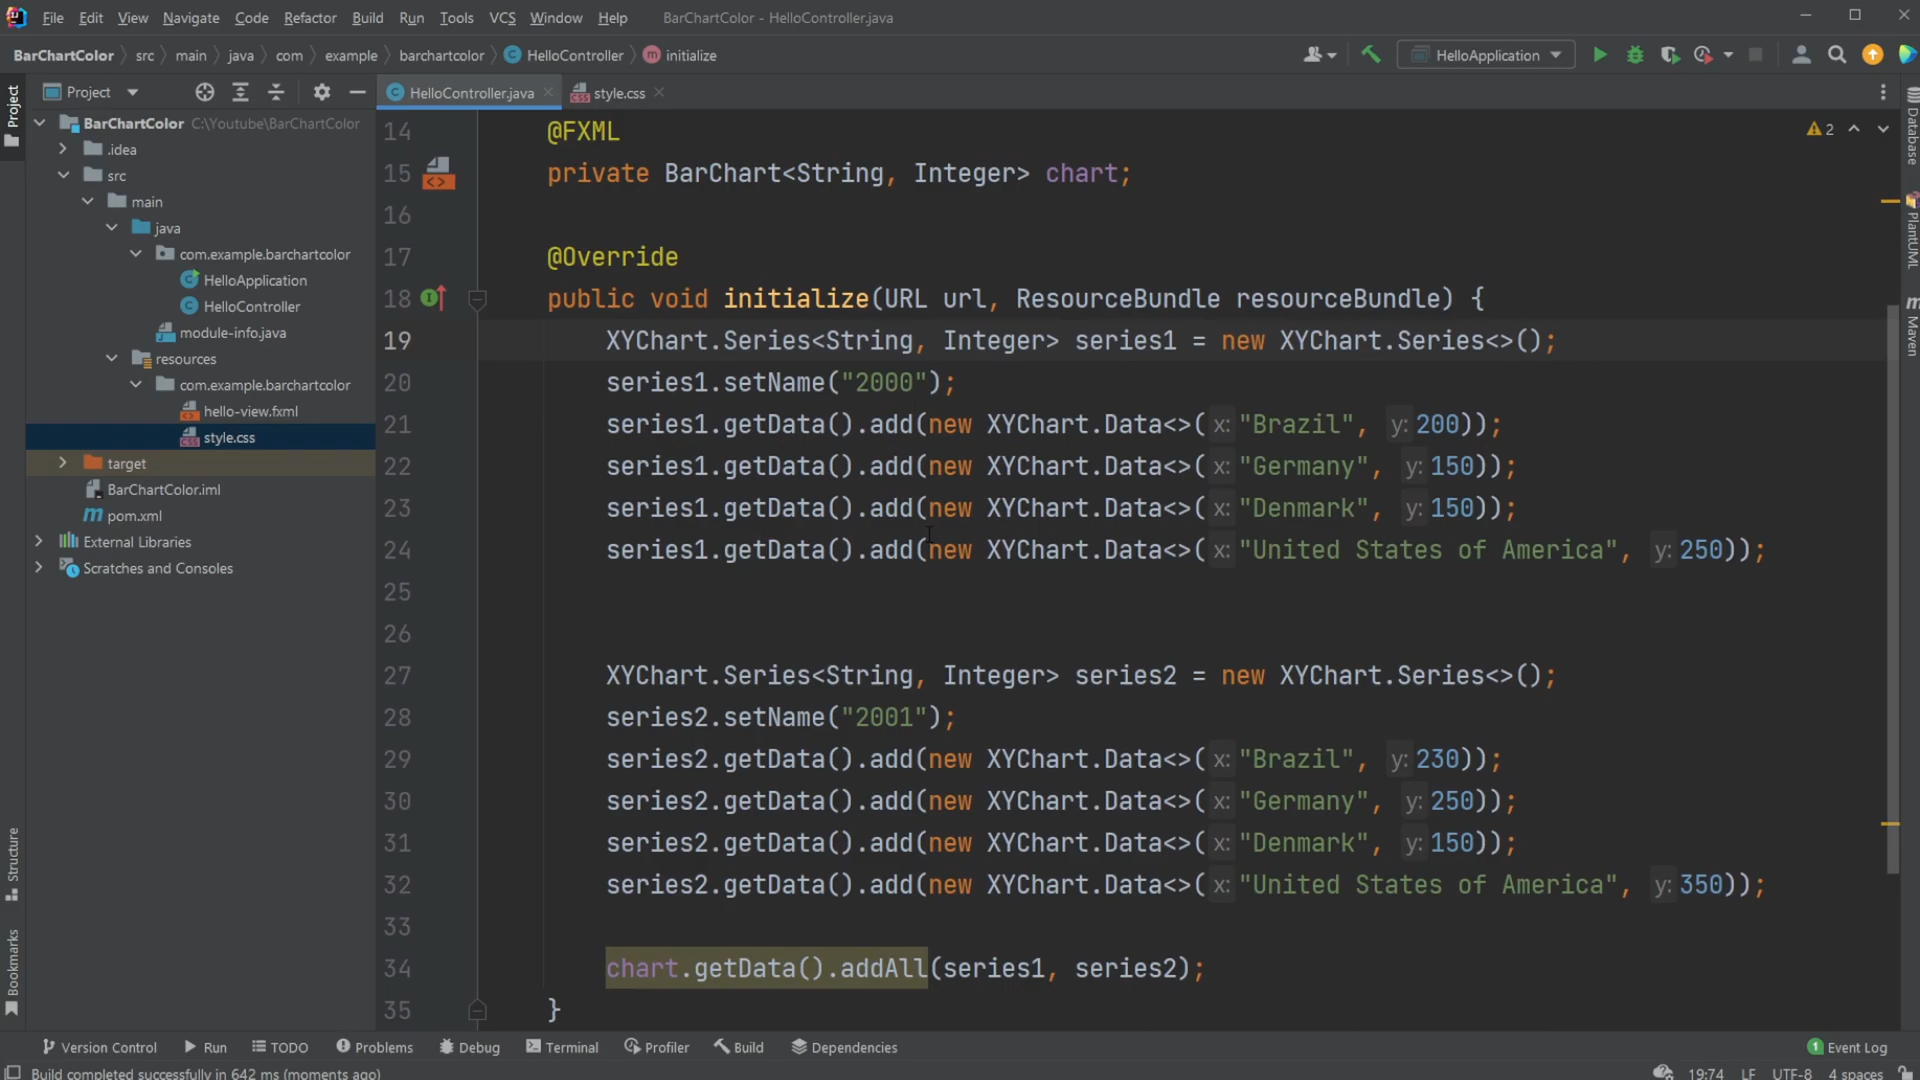 File Edit View Navigate Code Refactor Build Run Tools VCS Window Help BarChartColor - HelloController.java
BarChartColor src main java com example barchartcolor HelloController initialize HelloApplication
Project HelloController.java style.css
Project
BarChartColor C:\Youtube\BarChartColor
.idea
src
main
java
com.example.barchartcolor
HelloApplication
HelloController
module-info.java
resources
com.example.barchartcolor
hello-view.fxml
style.css
target
BarChartColor.iml
pom.xml
External Libraries
Scratches and Consoles
Structure
Bookmarks
14 @FXML
15 private BarChart<String, Integer> chart;
16
17 @Override
18 public void initialize(URL url, ResourceBundle resourceBundle) {
19 XYChart.Series<String, Integer> series1 = new XYChart.Series<>();
20 series1.setName("2000");
21 series1.getData().add(new XYChart.Data<>( x: "Brazil", y: 200));
22 series1.getData().add(new XYChart.Data<>( x: "Germany", y: 150));
23 series1.getData().add(new XYChart.Data<>( x: "Denmark", y: 150));
24 series1.getData().add(new XYChart.Data<>( x: "United States of America", y: 250));
25
26
27 XYChart.Series<String, Integer> series2 = new XYChart.Series<>();
28 series2.setName("2001");
29 series2.getData().add(new XYChart.Data<>( x: "Brazil", y: 230));
30 series2.getData().add(new XYChart.Data<>( x: "Germany", y: 250));
31 series2.getData().add(new XYChart.Data<>( x: "Denmark", y: 150));
32 series2.getData().add(new XYChart.Data<>( x: "United States of America", y: 350));
33
34 chart.getData().addAll(series1, series2);
35 }
2
Database
PlantUML
m Maven
Version Control Run TODO Problems Debug Terminal Profiler Build Dependencies 1 Event Log
Build completed successfully in 642 ms (moments ago) 19:74 LF UTF-8 4 spaces